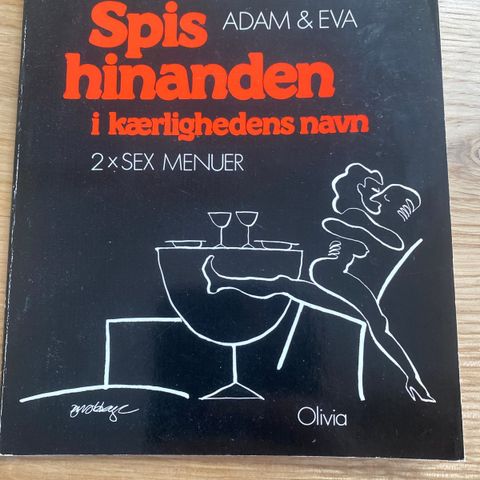 Spis ADAM & EVA
hinanden
i kærlighedens navn
2 x SEX MENUER
Olivia